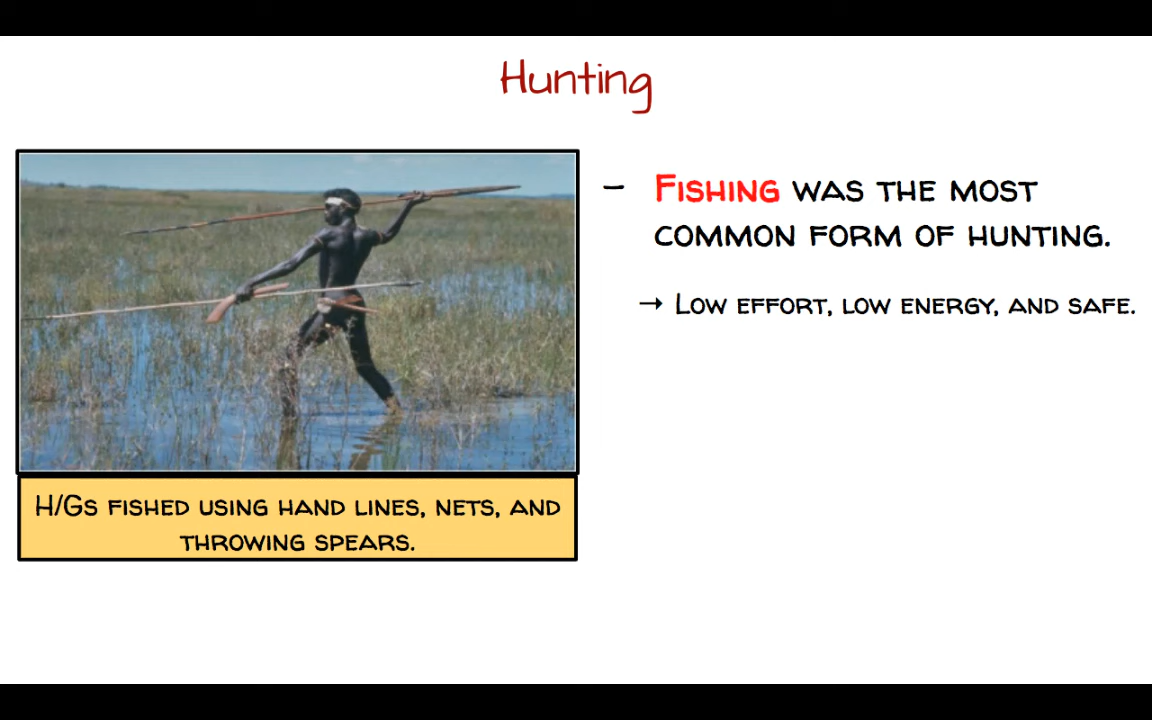 Hunting
- Fishing was the most
common form of hunting.
→ Low effort, low energy, and safe.
H/Gs fished using hand lines, nets, and
throwing spears.